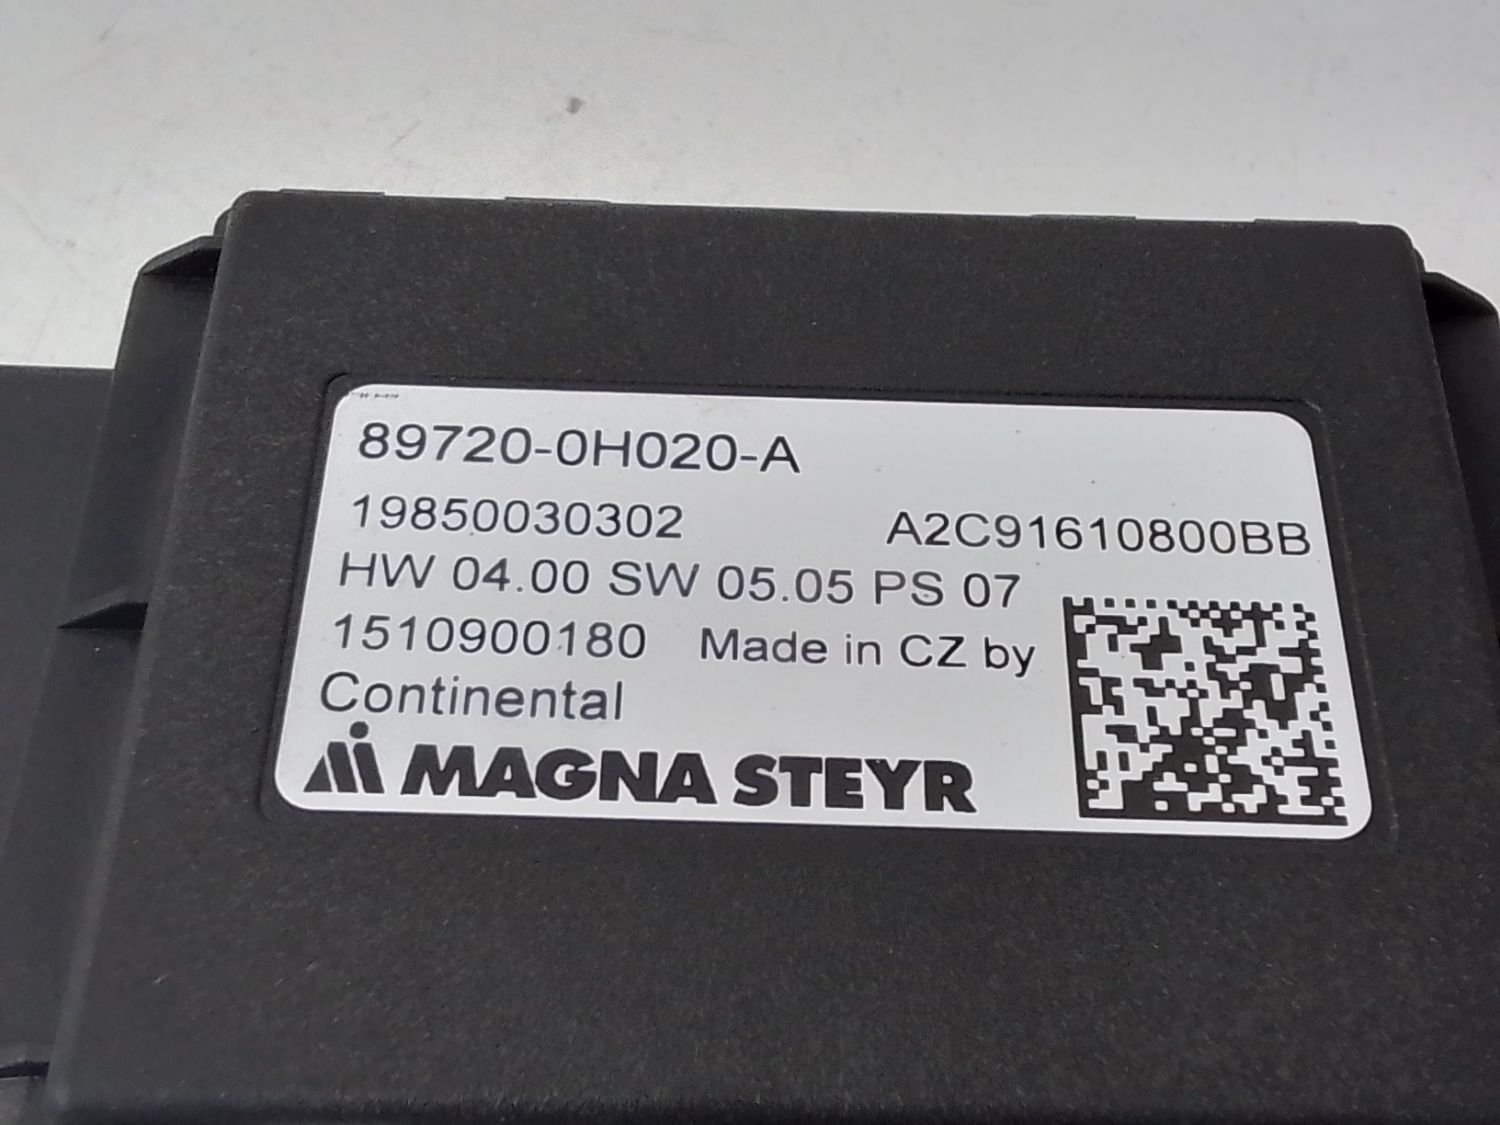 89720-0H020-A
19850030302 A2C91610800BB
HW 04.00 SW 05.05 PS 07
1510900180 Made in CZ by
Continental
MAGNA STEYR